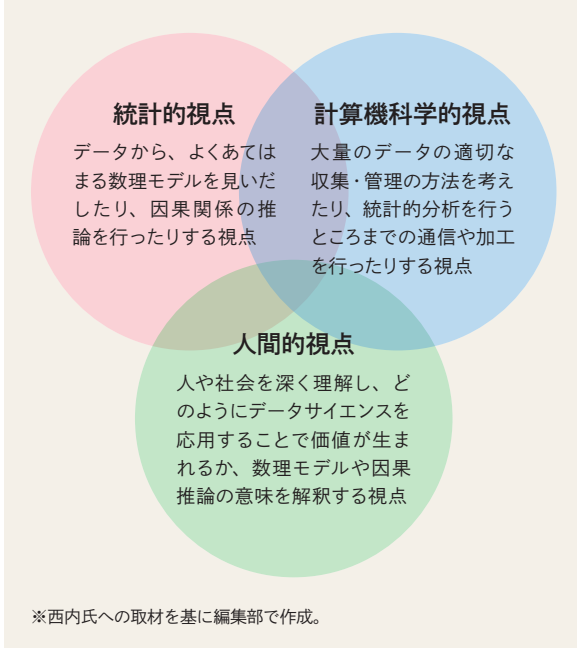 統計的視点
データから、よくあては
まる数理モデルを見いだ
したり、因果関係の推
論を行ったりする視点
計算機科学的視点
大量のデータの適切な
収集・管理の方法を考え
たり、統計的分析を行う
ところまでの通信や加工
を行ったりする視点
人間的視点
人や社会を深く理解し、ど
のようにデータサイエンスを
応用することで価値が生ま
れるか、数理モデルや因果
推論の意味を解釈する視点
※西内氏への取材を基に編集部で作成。